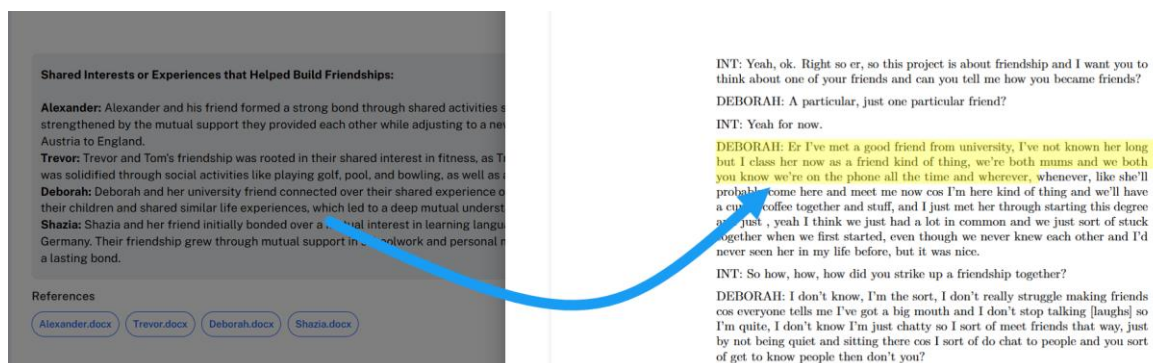 Shared Interests or Experiences that Helped Build Friendships:
Alexander: Alexander and his friend formed a strong bond through shared activities
strengthened by the mutual support they provided each other while adjusting to a
Austria to England.
Trevor: Trevor and Tom's friendship was rooted in their shared interest in fitness, as
was solidified through social activities like playing golf, pool, and bowling, as well as
Deborah: Deborah and her university friend connected over their shared experience
their children and shared similar life experiences, which led to a deep mutual
Shazia: Shazia and her friend initially bonded over a mutual interest in learning
Germany. Their friendship grew through mutual support in and personal
a lasting bond.
References
Alexander.docx
Trevor.docx
Deborah.docx
Shazia.docx
INT: Yeah, ok. Right so er, so this project is about friendship and I want you to
think about one of your friends and can you tell me how you became friends?
DEBORAH: A particular, just one particular friend?
INT: Yeah for now.
DEBORAH: Er I've met a good friend from university, I've not known her long
but I class her now as a friend kind of thing, we're both mums and we both
you know we're on the phone all the time and wherever, whenever, like she'll
probably come here and meet me now cos I'm here kind of thing and we'll have
a coffee together and stuff, and I just met her through starting this degree
just , yeah I think we just had a lot in common and we just sort of stuck
together when we first started, even though we never knew each other and I'd
never seen her in my life before, but it was nice.
INT: So how, how, how did you strike up a friendship together?
DEBORAH: I don't know, I'm the sort, I don't really struggle making friends
cos everyone tells me I've got a big mouth and I don't stop talking [laughs] so
I'm quite, I don't know I'm just chatty so I sort of meet friends that way, just
by not being quiet and sitting there cos I sort of do chat to people and you sort
of get to know people then don't you?